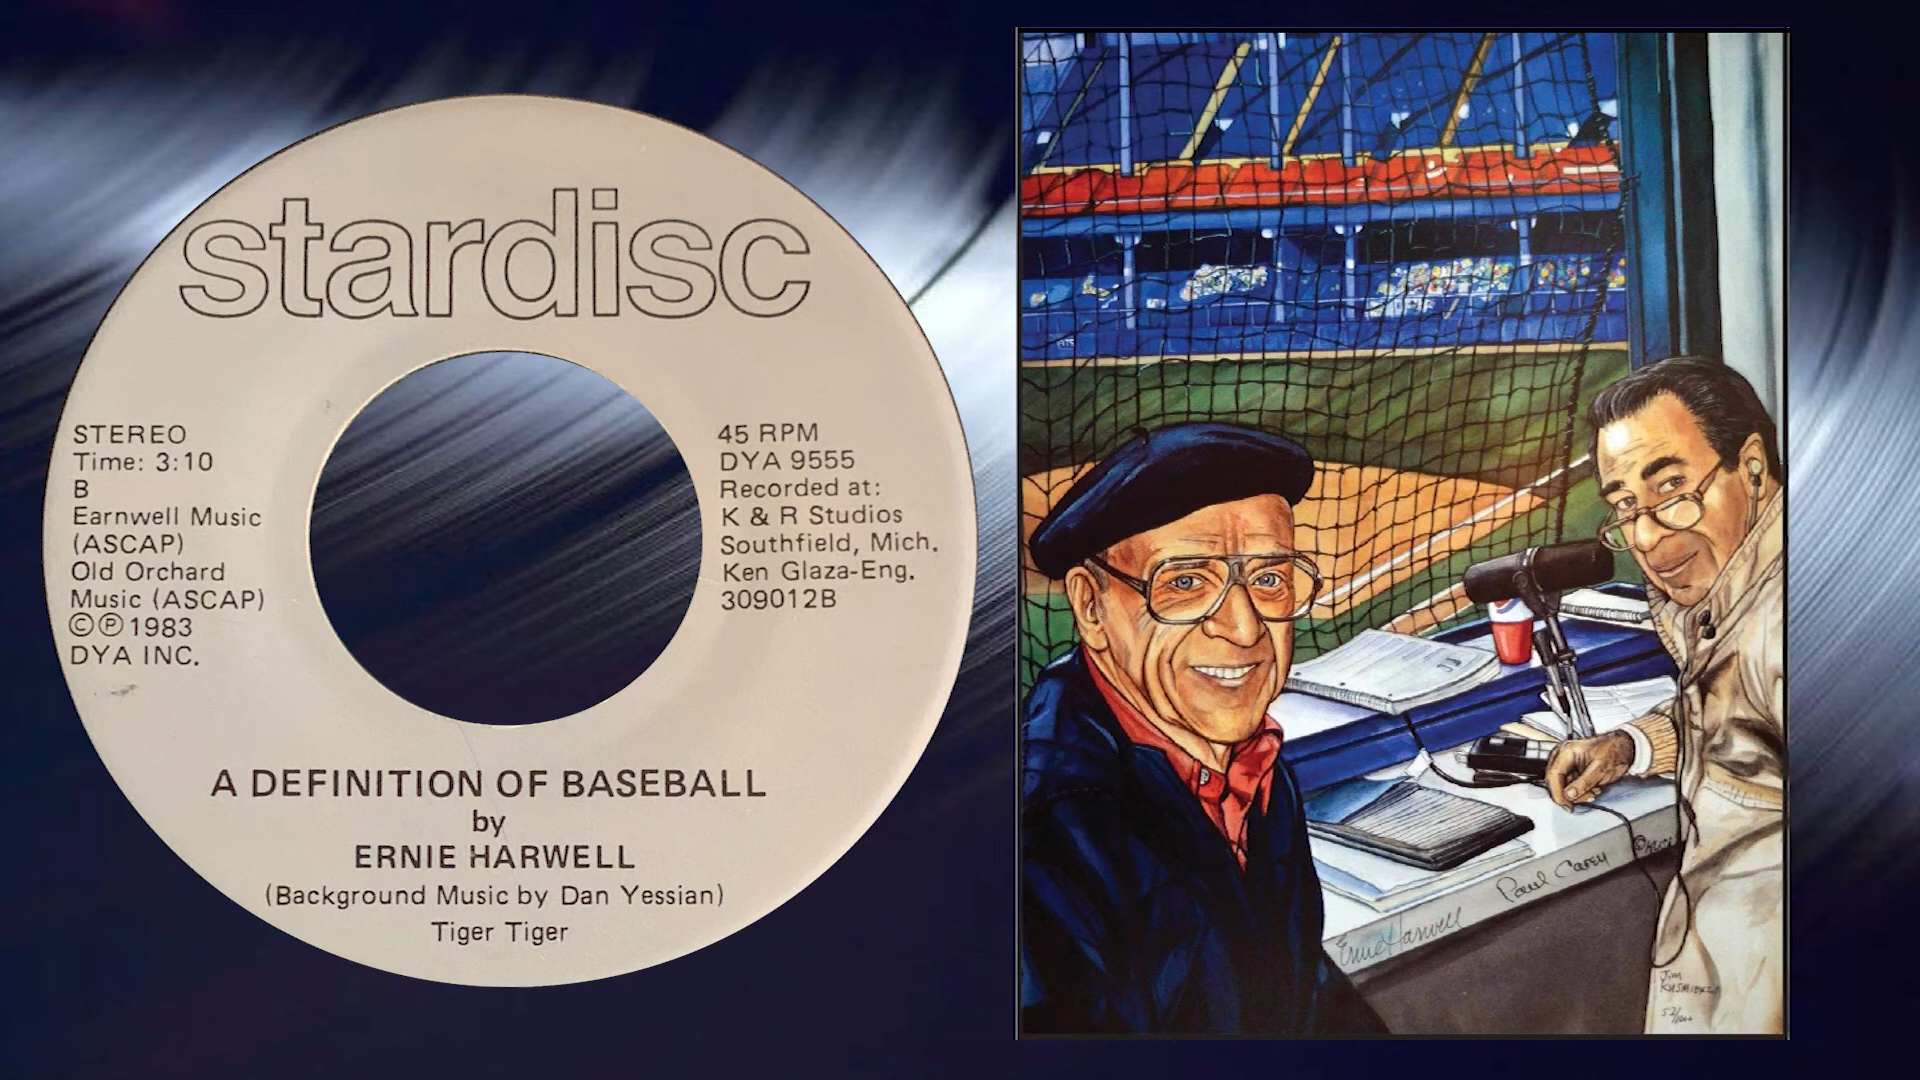 stardisc
STEREO
Time: 3:10
B
Earnwell Music
(ASCAP)
Old Orchard
Music (ASCAP)
©℗1983
DYA INC.
45 RPM
DYA 9555
Recorded at:
K & R Studios
Southfield, Mich.
Ken Glaza-Eng.
309012B
A DEFINITION OF BASEBALL
by
ERNIE HARWELL
(Background Music by Dan Yessian)
Tiger Tiger
Paul Carey
Ernie Harwell
Jim